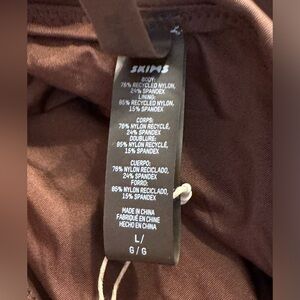 SKIMS
BODY:
76% RECYCLED NYLON,
24% SPANDEX
LINING:
85% RECYCLED NYLON,
15% SPANDEX
CORPS:
76% NYLON RECYCLÉ,
24% SPANDEX
DOUBLURE:
85% NYLON RECYCLÉ,
15% SPANDEX
CUERPO:
76% NYLON RECICLADO,
24% SPANDEX
FORRO:
85% NYLON RECICLADO,
15% SPANDEX
MADE IN CHINA
FABRIQUÉ EN CHINE
HECHO EN CHINA
L/
G/G